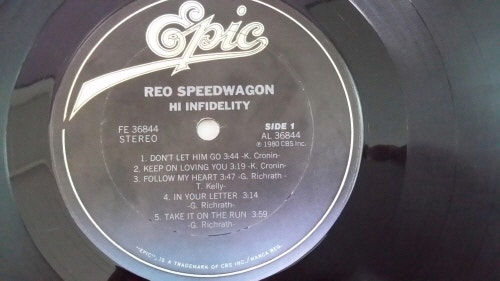 Epic
REO SPEEDWAGON
HI INFIDELITY
FE 36844
STEREO
SIDE 1
AL 36844
℗ 1980 CBS Inc.
1. DON'T LET HIM GO 3:44 -K. Cronin-
2. KEEP ON LOVING YOU 3:19 -K. Cronin-
3. FOLLOW MY HEART 3:47 -G. Richrath -
T. Kelly-
4. IN YOUR LETTER 3:14
-G. Richrath-
5. TAKE IT ON THE RUN 3:59
-G. Richrath-
"EPIC", IS A TRADEMARK OF CBS INC./MARCA REG.